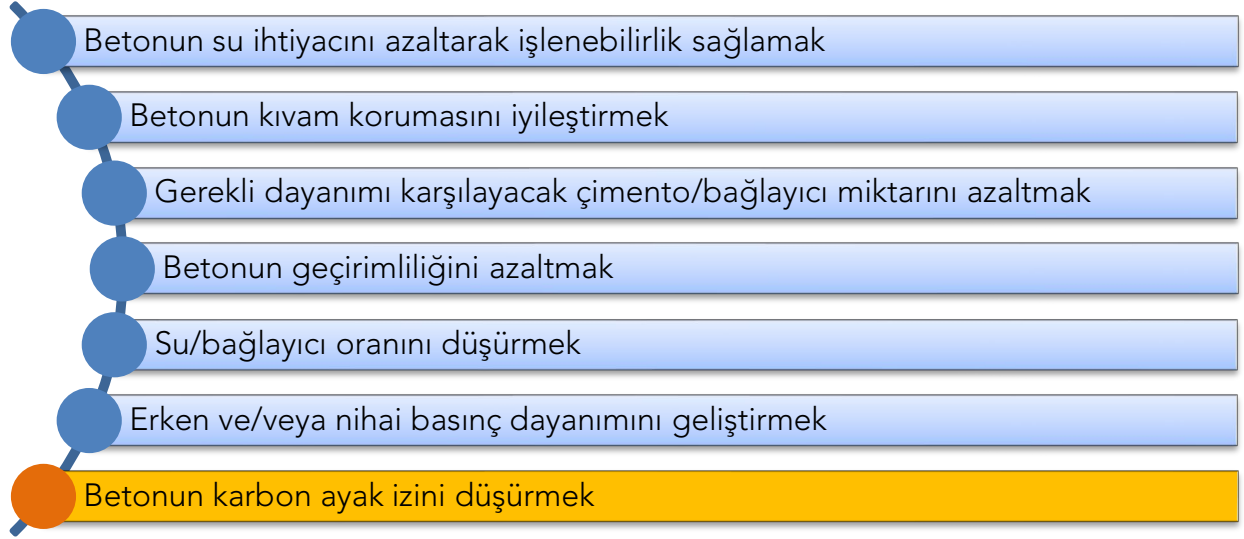 Betonun su ihtiyacını azaltarak işlenebilirlik sağlamak
Betonun kıvam korumasını iyileştirmek
Gerekli dayanımı karşılayacak çimento/bağlayıcı miktarını azaltmak
Betonun geçirimliliğini azaltmak
Su/bağlayıcı oranını düşürmek
Erken ve/veya nihai basınç dayanımını geliştirmek
Betonun karbon ayak izini düşürmek